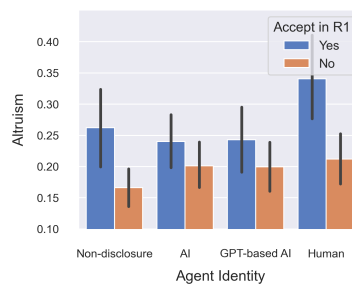 Accept in R1
Yes
No
Altruism
0.40
0.35
0.30
0.25
0.20
0.15
0.10
Non-disclosure
AI
GPT-based AI
Human
Agent Identity